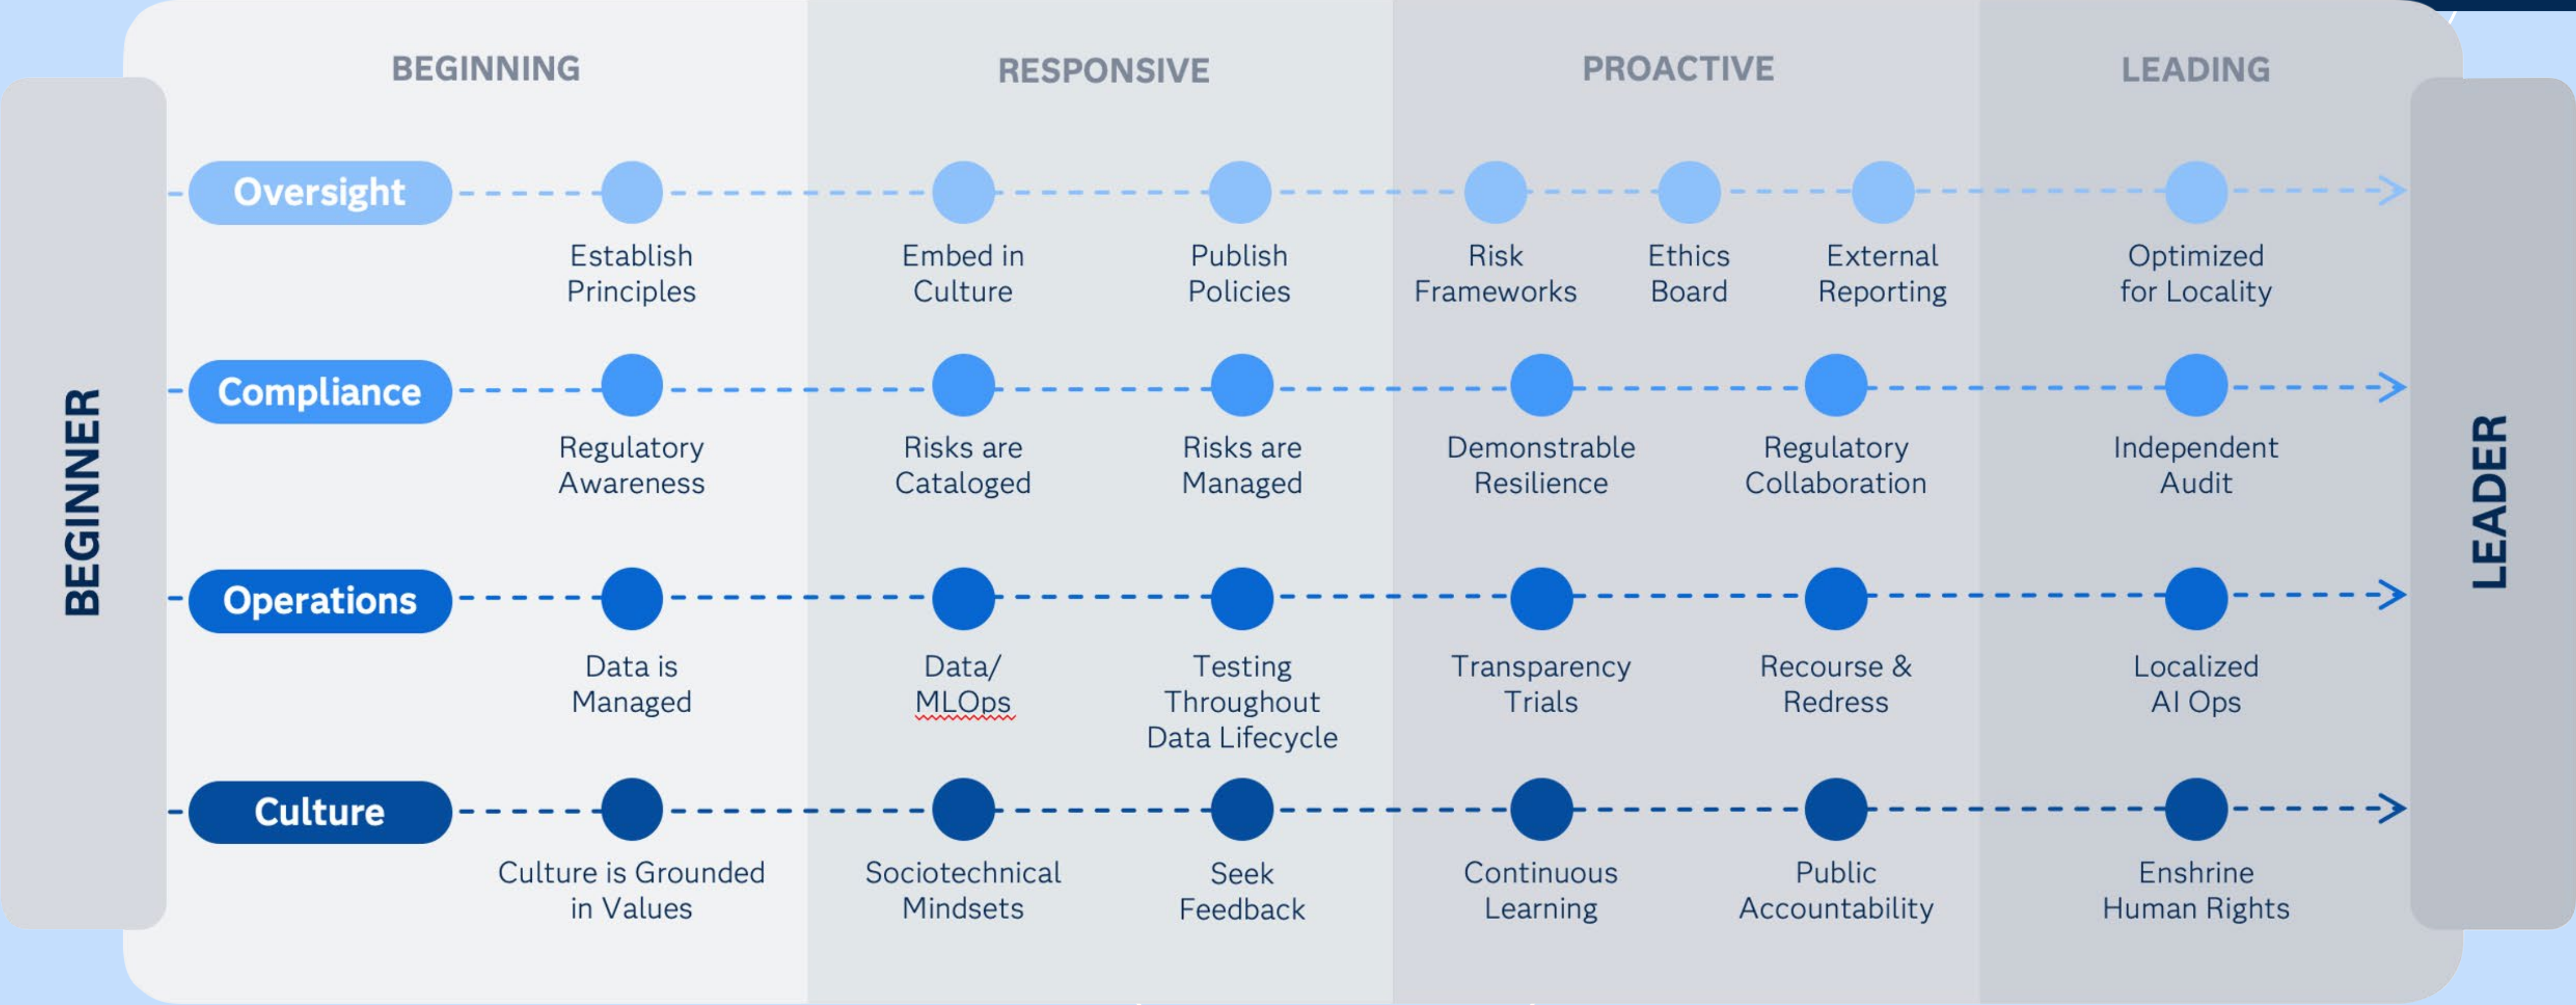 BEGINNING
RESPONSIVE
PROACTIVE
LEADING
BEGINNER
LEADER
Oversight
Establish
Principles
Embed in
Culture
Publish
Policies
Risk
Frameworks
Ethics
Board
External
Reporting
Optimized
for Locality
Compliance
Regulatory
Awareness
Risks are
Cataloged
Risks are
Managed
Demonstrable
Resilience
Regulatory
Collaboration
Independent
Audit
Operations
Data is
Managed
Data/
MLOps
Testing
Throughout
Data Lifecycle
Transparency
Trials
Recourse &
Redress
Localized
AI Ops
Culture
Culture is Grounded
in Values
Sociotechnical
Mindsets
Seek
Feedback
Continuous
Learning
Public
Accountability
Enshrine
Human Rights